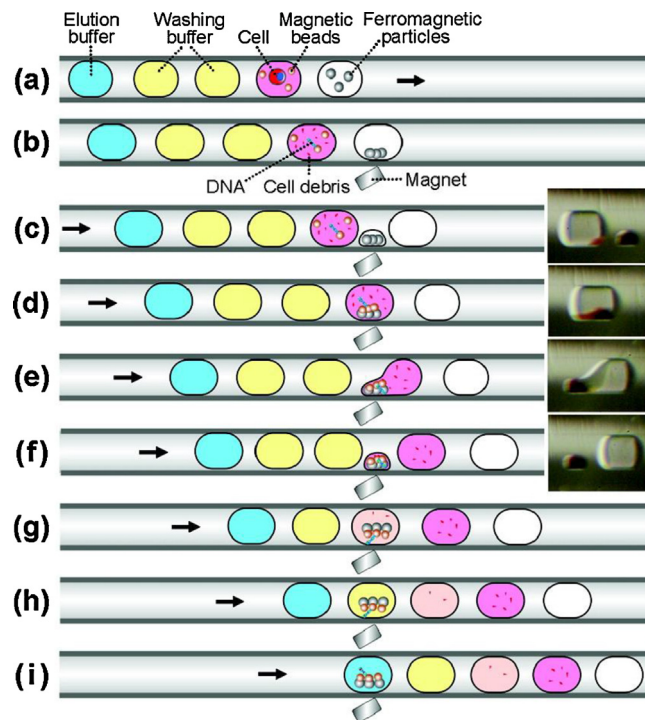 Elution
buffer
Washing
buffer
Cell
Magnetic
beads
Ferromagnetic
particles
(a)
(b)
DNA
Cell debris
Magnet
(c)
(d)
(e)
(f)
(g)
(h)
(i)